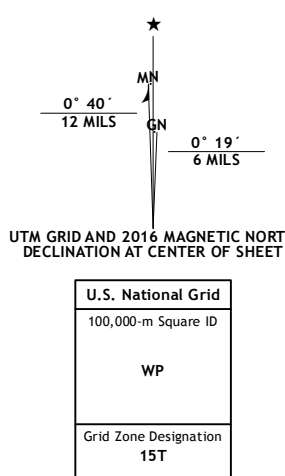 ★
MN
0° 40´
12 MILS
GN
0° 19´
6 MILS
UTM GRID AND 2016 MAGNETIC NORT
DECLINATION AT CENTER OF SHEET
U.S. National Grid
100,000-m Square ID
WP
Grid Zone Designation
15T